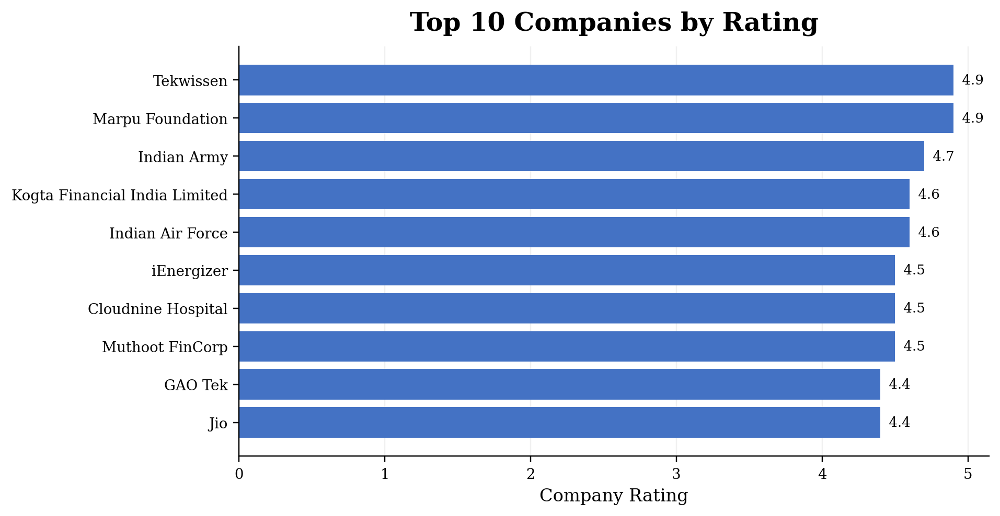 Top 10 Companies by Rating
Tekwissen 4.9
Marpu Foundation 4.9
Indian Army 4.7
Kogta Financial India Limited 4.6
Indian Air Force 4.6
iEnergizer 4.5
Cloudnine Hospital 4.5
Muthoot FinCorp 4.5
GAO Tek 4.4
Jio 4.4
0 1 2 3 4 5
Company Rating